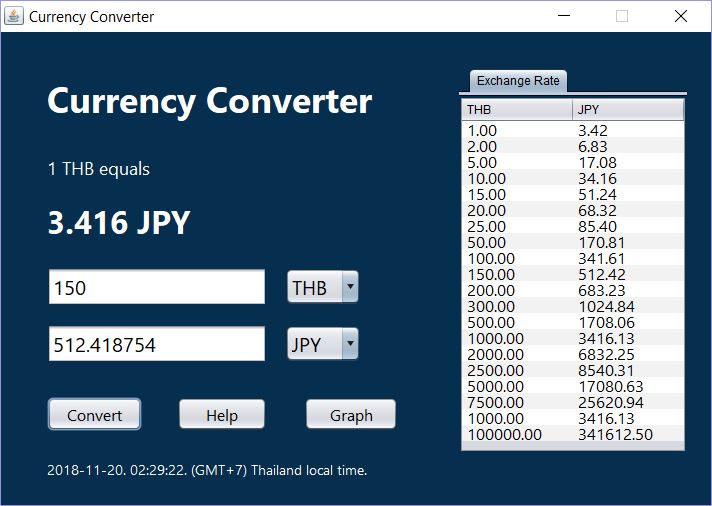 Currency Converter
Currency Converter
1 THB equals
3.416 JPY
150 THB
512.418754 JPY
Convert Help Graph
2018-11-20. 02:29:22. (GMT+7) Thailand local time.
Exchange Rate
THB JPY
1.00 3.42
2.00 6.83
5.00 17.08
10.00 34.16
15.00 51.24
20.00 68.32
25.00 85.40
50.00 170.81
100.00 341.61
150.00 512.42
200.00 683.23
300.00 1024.84
500.00 1708.06
1000.00 3416.13
2000.00 6832.25
2500.00 8540.31
5000.00 17080.63
7500.00 25620.94
1000.00 3416.13
100000.00 341612.50